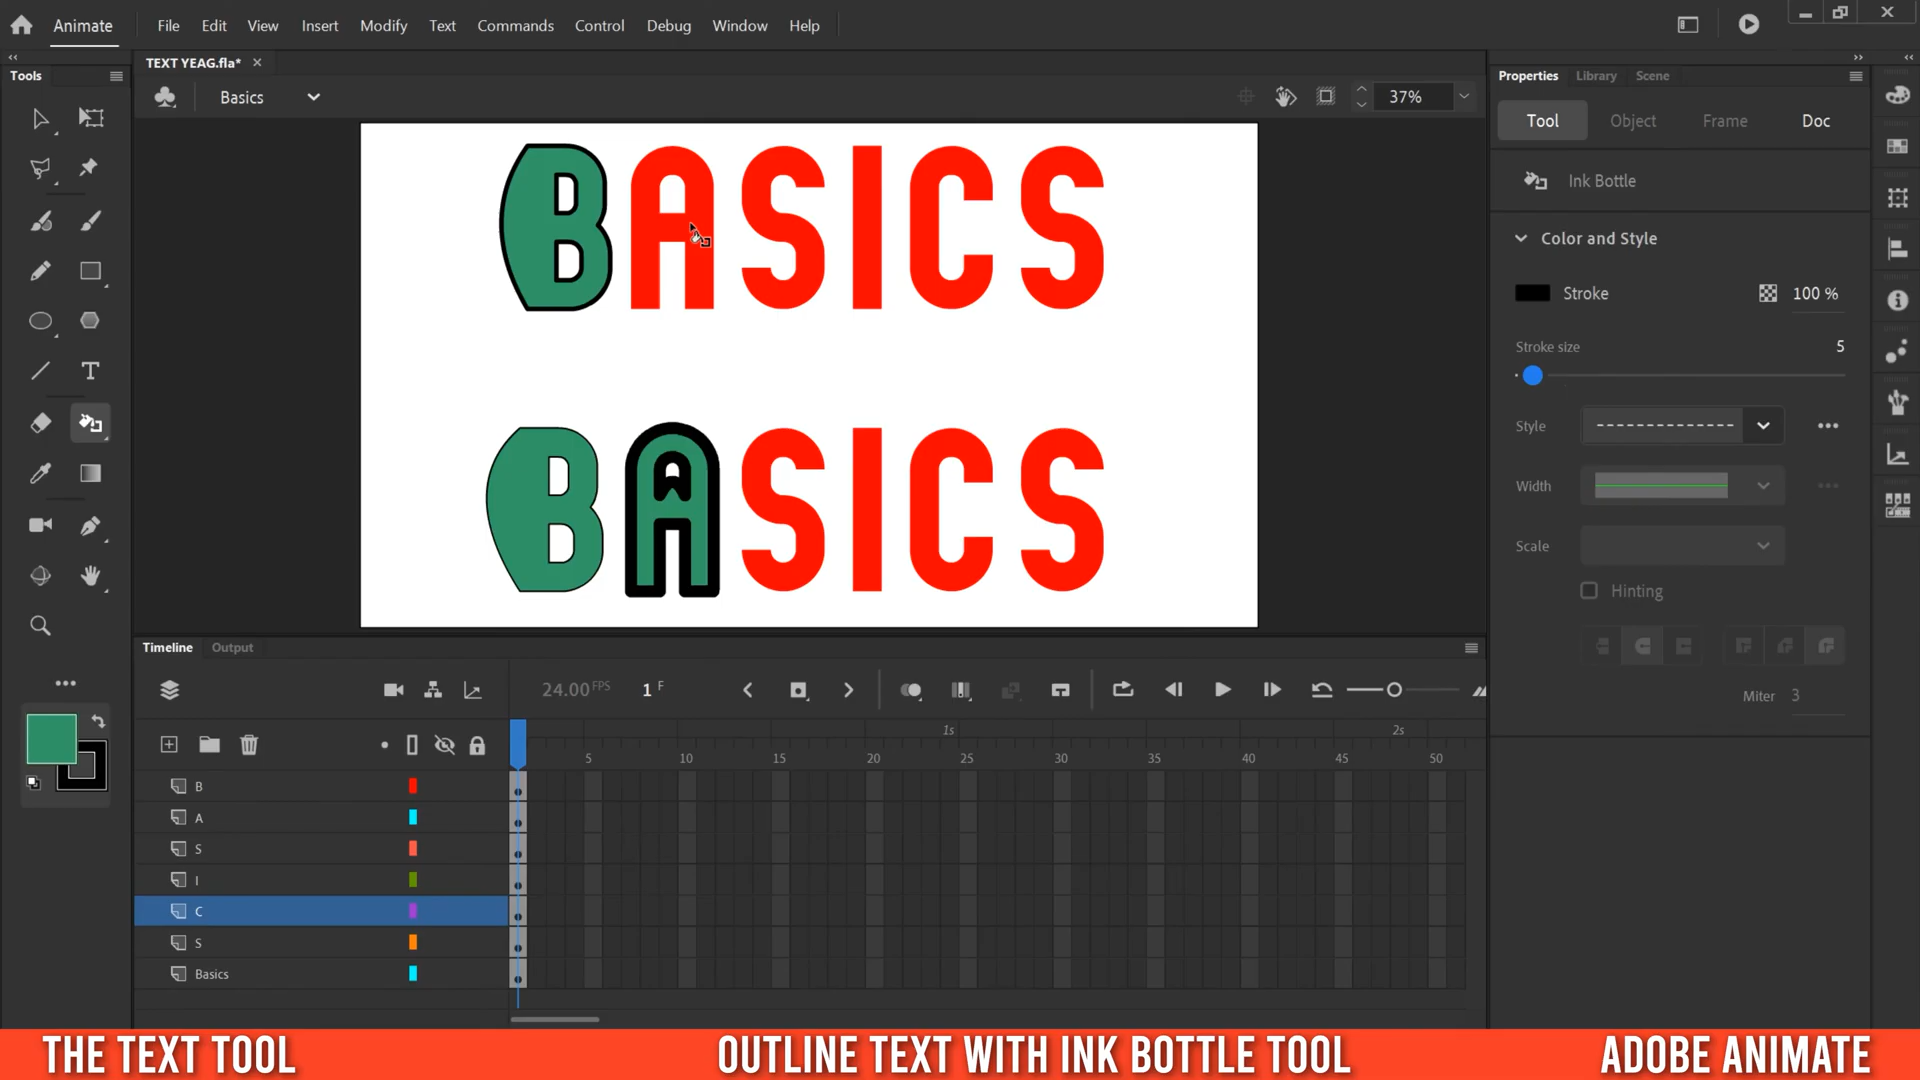 Animate File Edit View Insert Modify Text Commands Control Debug Window Help
TEXT YEAG.fla*
Tools
Basics
37%
Properties Library Scene
Tool Object Frame Doc
Ink Bottle
Color and Style
Stroke 100 %
Stroke size 5
Style
Width
Scale
Hinting
Miter 3
BASICS
BASICS
Timeline Output
24.00 FPS 1 F
1s 2s
5 10 15 20 25 30 35 40 45 50
B
A
S
I
C
S
Basics
THE TEXT TOOL OUTLINE TEXT WITH INK BOTTLE TOOL ADOBE ANIMATE